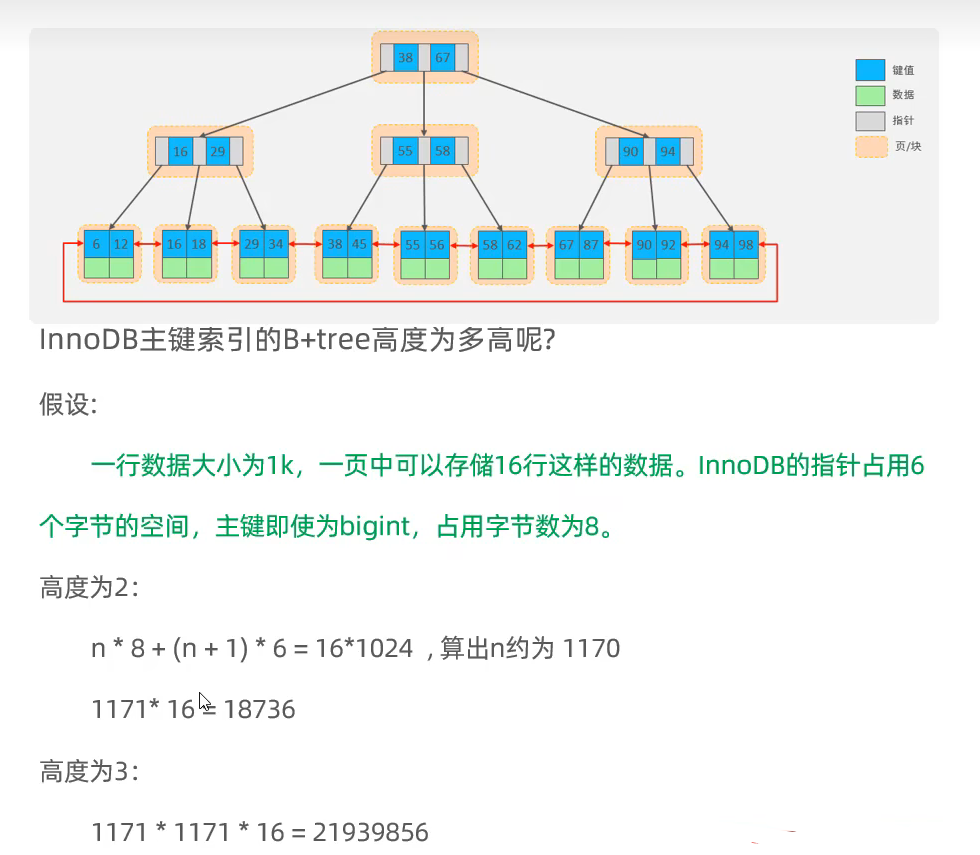 38 67
键值
数据
指针
页/块
16 29
55 58
90 94
6 12 16 18 29 34 38 45 55 56 58 62 67 87 90 92 94 98
InnoDB主键索引的B+tree高度为多高呢?
假设:
一行数据大小为1k，一页中可以存储16行这样的数据。InnoDB的指针占用6
个字节的空间，主键即使为bigint，占用字节数为8。
高度为2：
n * 8 + (n + 1) * 6 = 16*1024 , 算出n约为 1170
1171* 16 = 18736
高度为3：
1171 * 1171 * 16 = 21939856